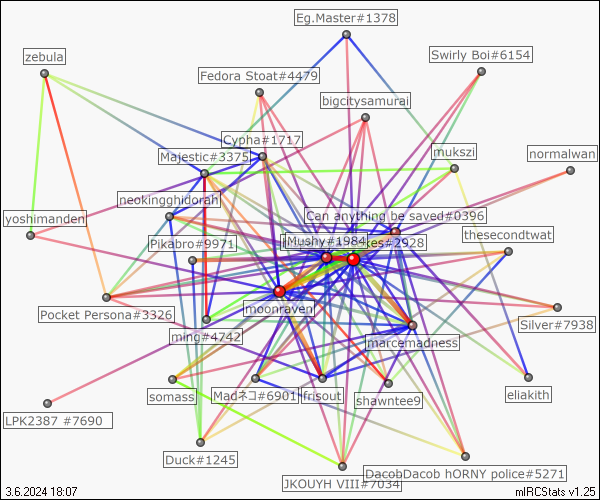 Eg.Master#1378
zebula
Swirly Boi#6154
Fedora Stoat#4479
bigcitysamurai
Cypha#1717
Majestic#3375
mukszi
normalwan
neokingghidorah
Can anything be saved#0396
yoshimanden
Pikabro#9971
Mushy#1984
kes#2928
thesecondtwat
moonraven
Pocket Persona#3326
ming#4742
Silver#7938
marcemadness
somass
Madネコ#6901
frisout
shawntee9
eliakith
LPK2387 #7690
Duck#1245
DacobDacob hORNY police#5271
JKOUYH VIII#7034
3.6.2024 18:07
mIRCStats v1.25